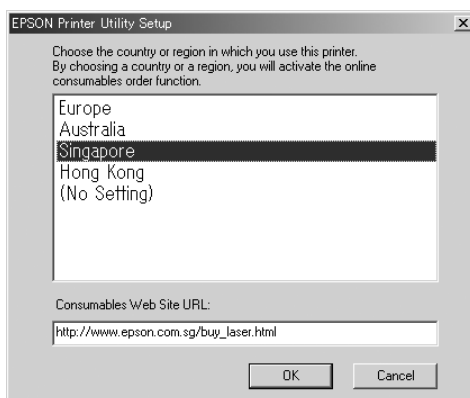 EPSON Printer Utility Setup
Choose the country or region in which you use this printer.
By choosing a country or a region, you will activate the online
consumables order function.
Europe
Australia
Singapore
Hong Kong
(No Setting)
Consumables Web Site URL:
http://www.epson.com.sg/buy_laser.html
OK
Cancel